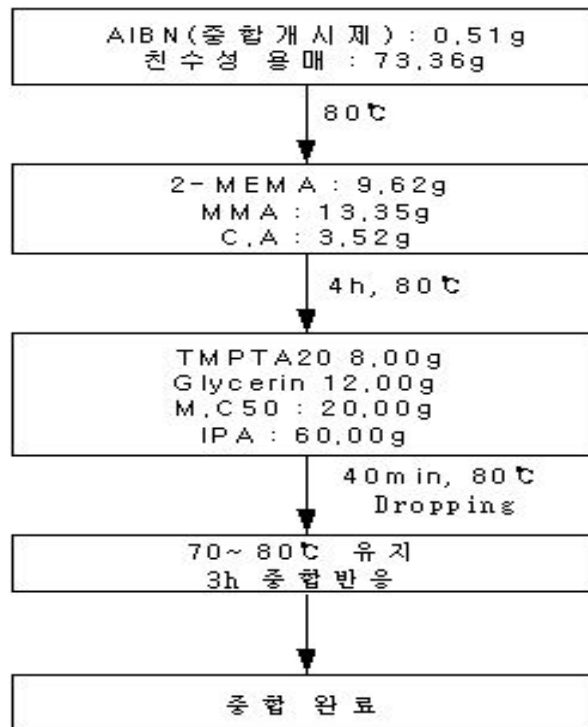 AIBN(중합개시제) : 0.51g
친수성 용매 : 73.36g
80℃
2-MEMA : 9.62g
MMA : 13.35g
C.A : 3.52g
4h, 80℃
TMPTA20 8.00g
Glycerin 12.00g
M.C50 : 20.00g
IPA : 60.00g
40min, 80℃
Dropping
70~80℃ 유지
3h 중합반응
중합 완료